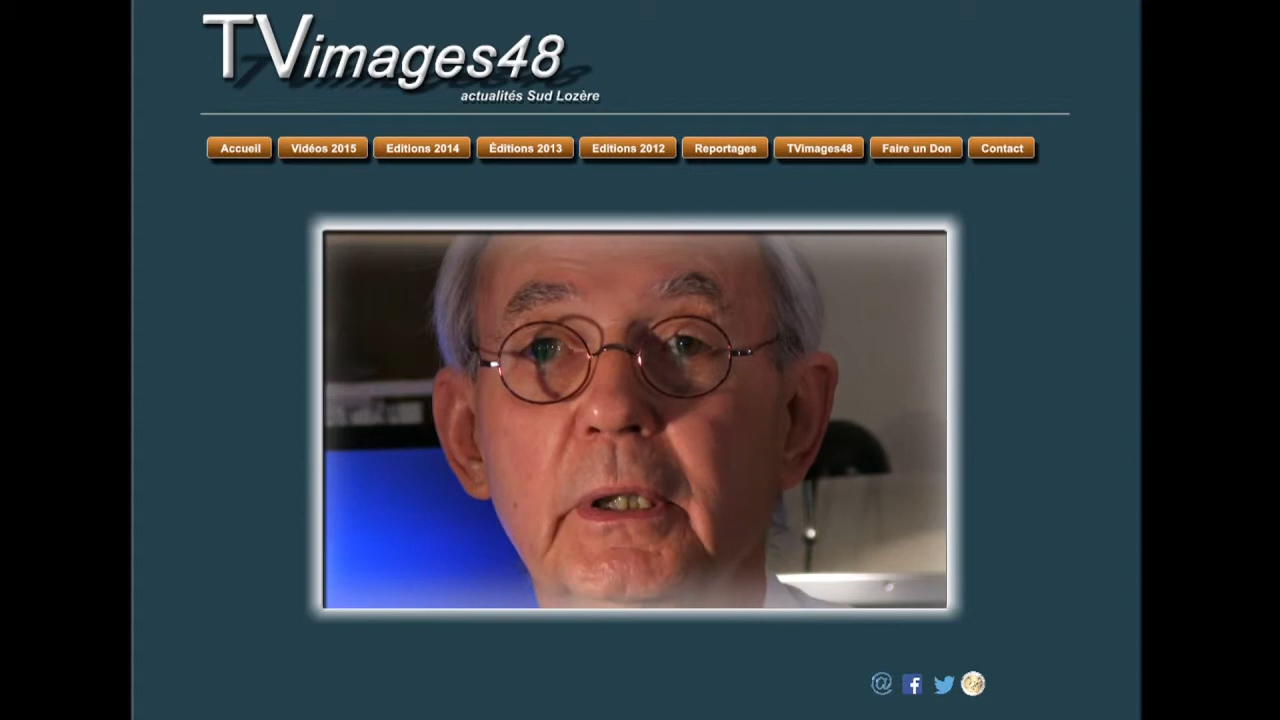 TVimages48
actualités Sud Lozère
Accueil Vidéos 2015 Editions 2014 Éditions 2013 Editions 2012 Reportages TVimages48 Faire un Don Contact